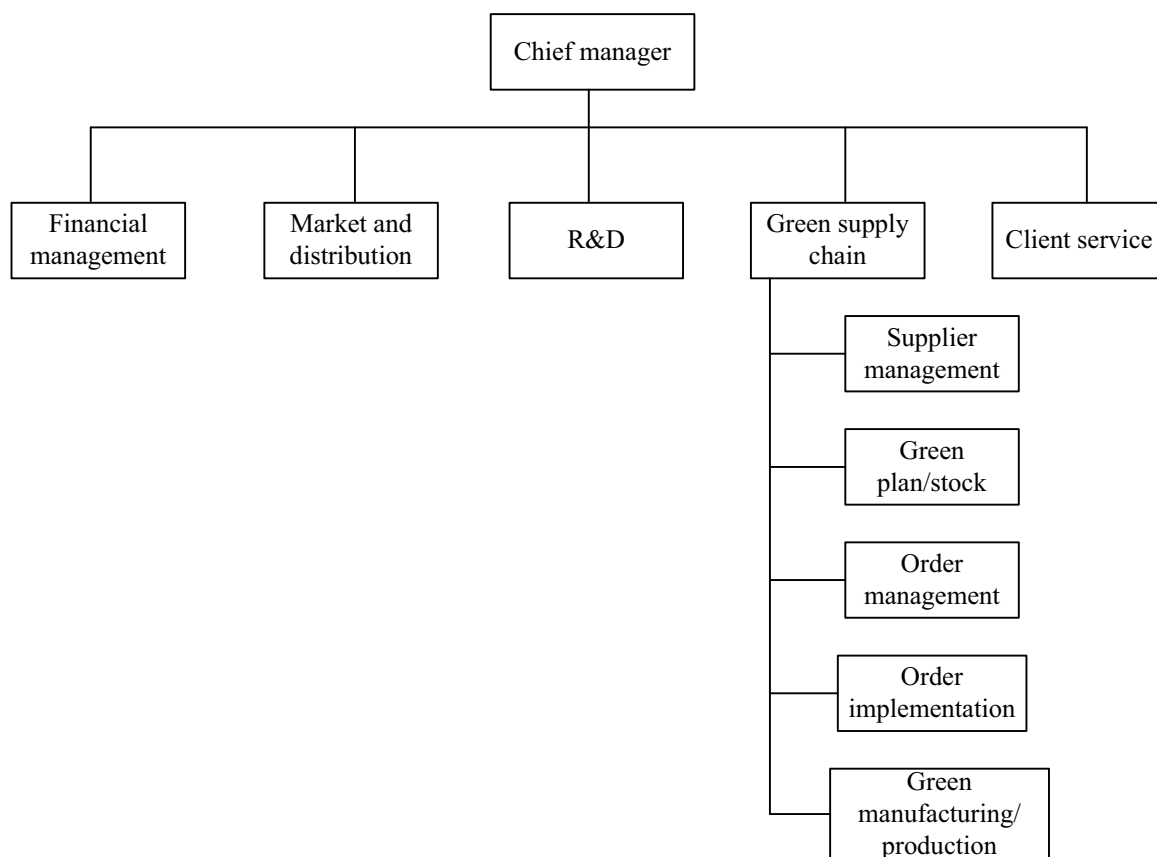 Chief manager
Financial
management
Market and
distribution
R&D
Green supply
chain
Client service
Supplier
management
Green
plan/stock
Order
management
Order
implementation
Green
manufacturing/
production